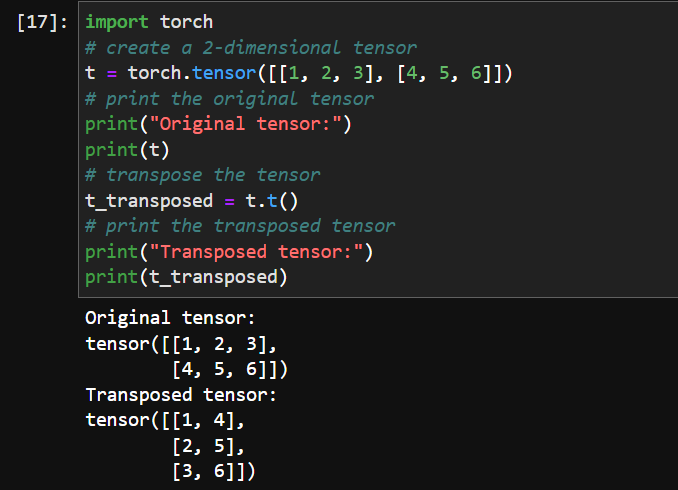 [17]: import torch
# create a 2-dimensional tensor
t = torch.tensor([[1, 2, 3], [4, 5, 6]])
# print the original tensor
print("Original tensor:")
print(t)
# transpose the tensor
t_transposed = t.t()
# print the transposed tensor
print("Transposed tensor:")
print(t_transposed)
Original tensor:
tensor([[1, 2, 3],
        [4, 5, 6]])
Transposed tensor:
tensor([[1, 4],
        [2, 5],
        [3, 6]])